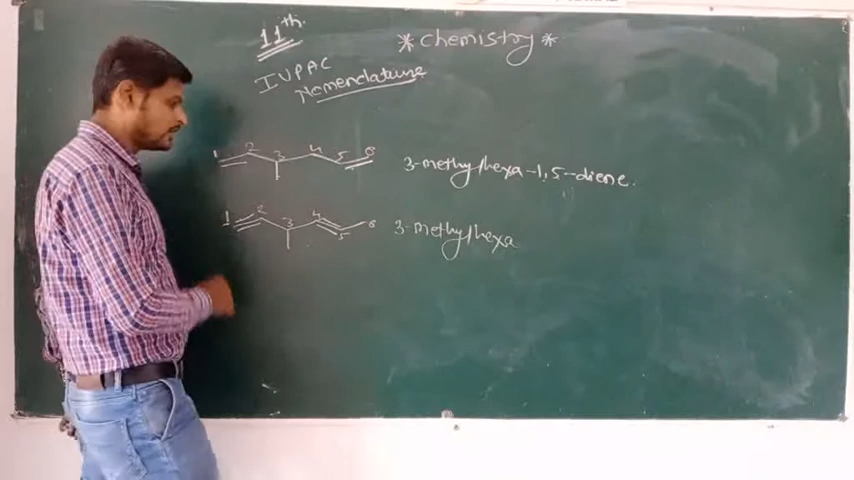 11th.
* Chemistry *
IUPAC
Nomenclature
1 2 3 4 5 6
3-methylhexa-1,5-diene.
1 2 3 4 5 6
3-methylhexa